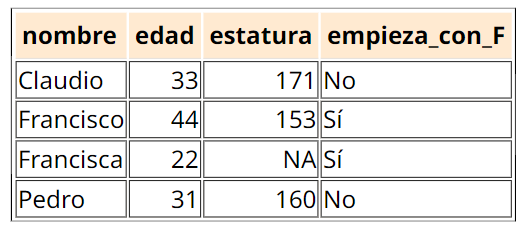 nombre edad estatura empieza_con_F
Claudio 33 171 No
Francisco 44 153 Sí
Francisca 22 NA Sí
Pedro 31 160 No